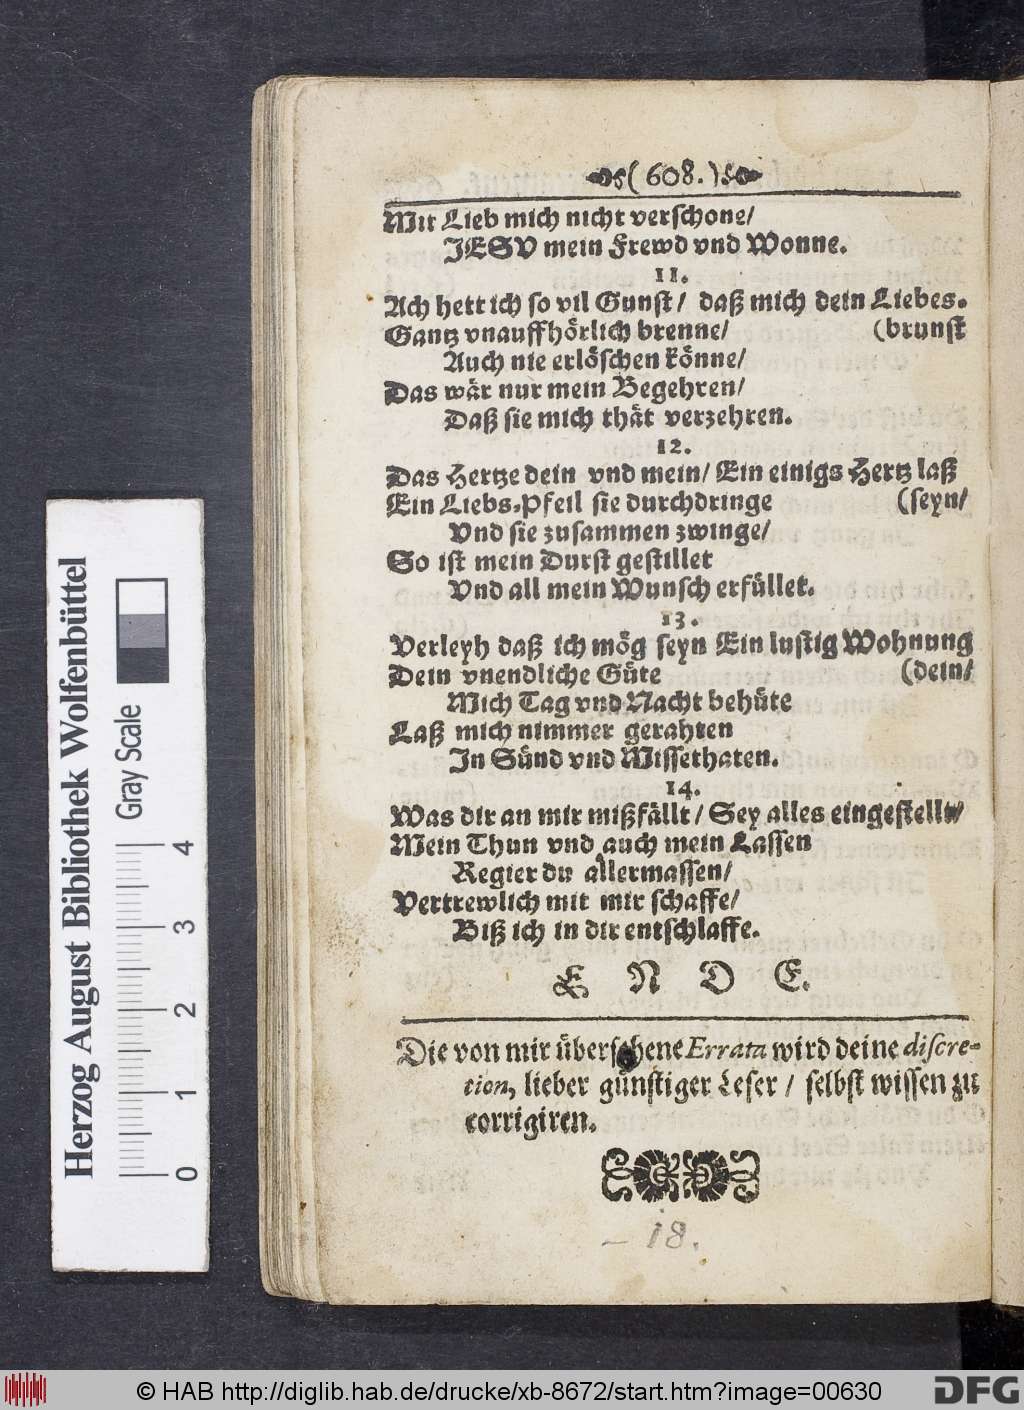 (608.)
Mit Lieb mich nicht verschone/
JESV mein Frewd vnd Wonne.
11.
Ach hett ich so vil Gunst/ daß mich dein Liebes-
Gantz vnauffhörlich brenne/ (brunst
Auch nie erlöschen könne/
Das wär nur mein Begehren/
Daß sie mich thät verzehren.
12.
Das Hertze dein vnd mein/ Ein einigs Hertz laß
Ein Liebs-Pfeil sie durchdringe (seyn/
Vnd sie zusammen zwinge/
So ist mein Durst gestillet
Vnd all mein Wunsch erfüllet.
13.
Verleyh daß ich mög seyn Ein lustig Wohnung
Dein vnendliche Güte (dein/
Mich Tag vnd Nacht behüte
Laß mich nimmer gerahten
In Sünd vnd Missethaten.
14.
Was dir an mir mißfällt/ Sey alles eingestellt/
Mein Thun vnd auch mein Lassen
Regier du allermassen/
Vertrewlich mit mir schaffe/
Biß ich in dir entschlaffe.
E N D E.
Die von mir übersehene Errata wird deine discre-
tion, lieber günstiger Leser / selbst wissen zu
corrigiren.
- 18.
Herzog August Bibliothek Wolfenbüttel
Gray Scale
0 1 2 3 4
© HAB http://diglib.hab.de/drucke/xb-8672/start.htm?image=00630
DFG